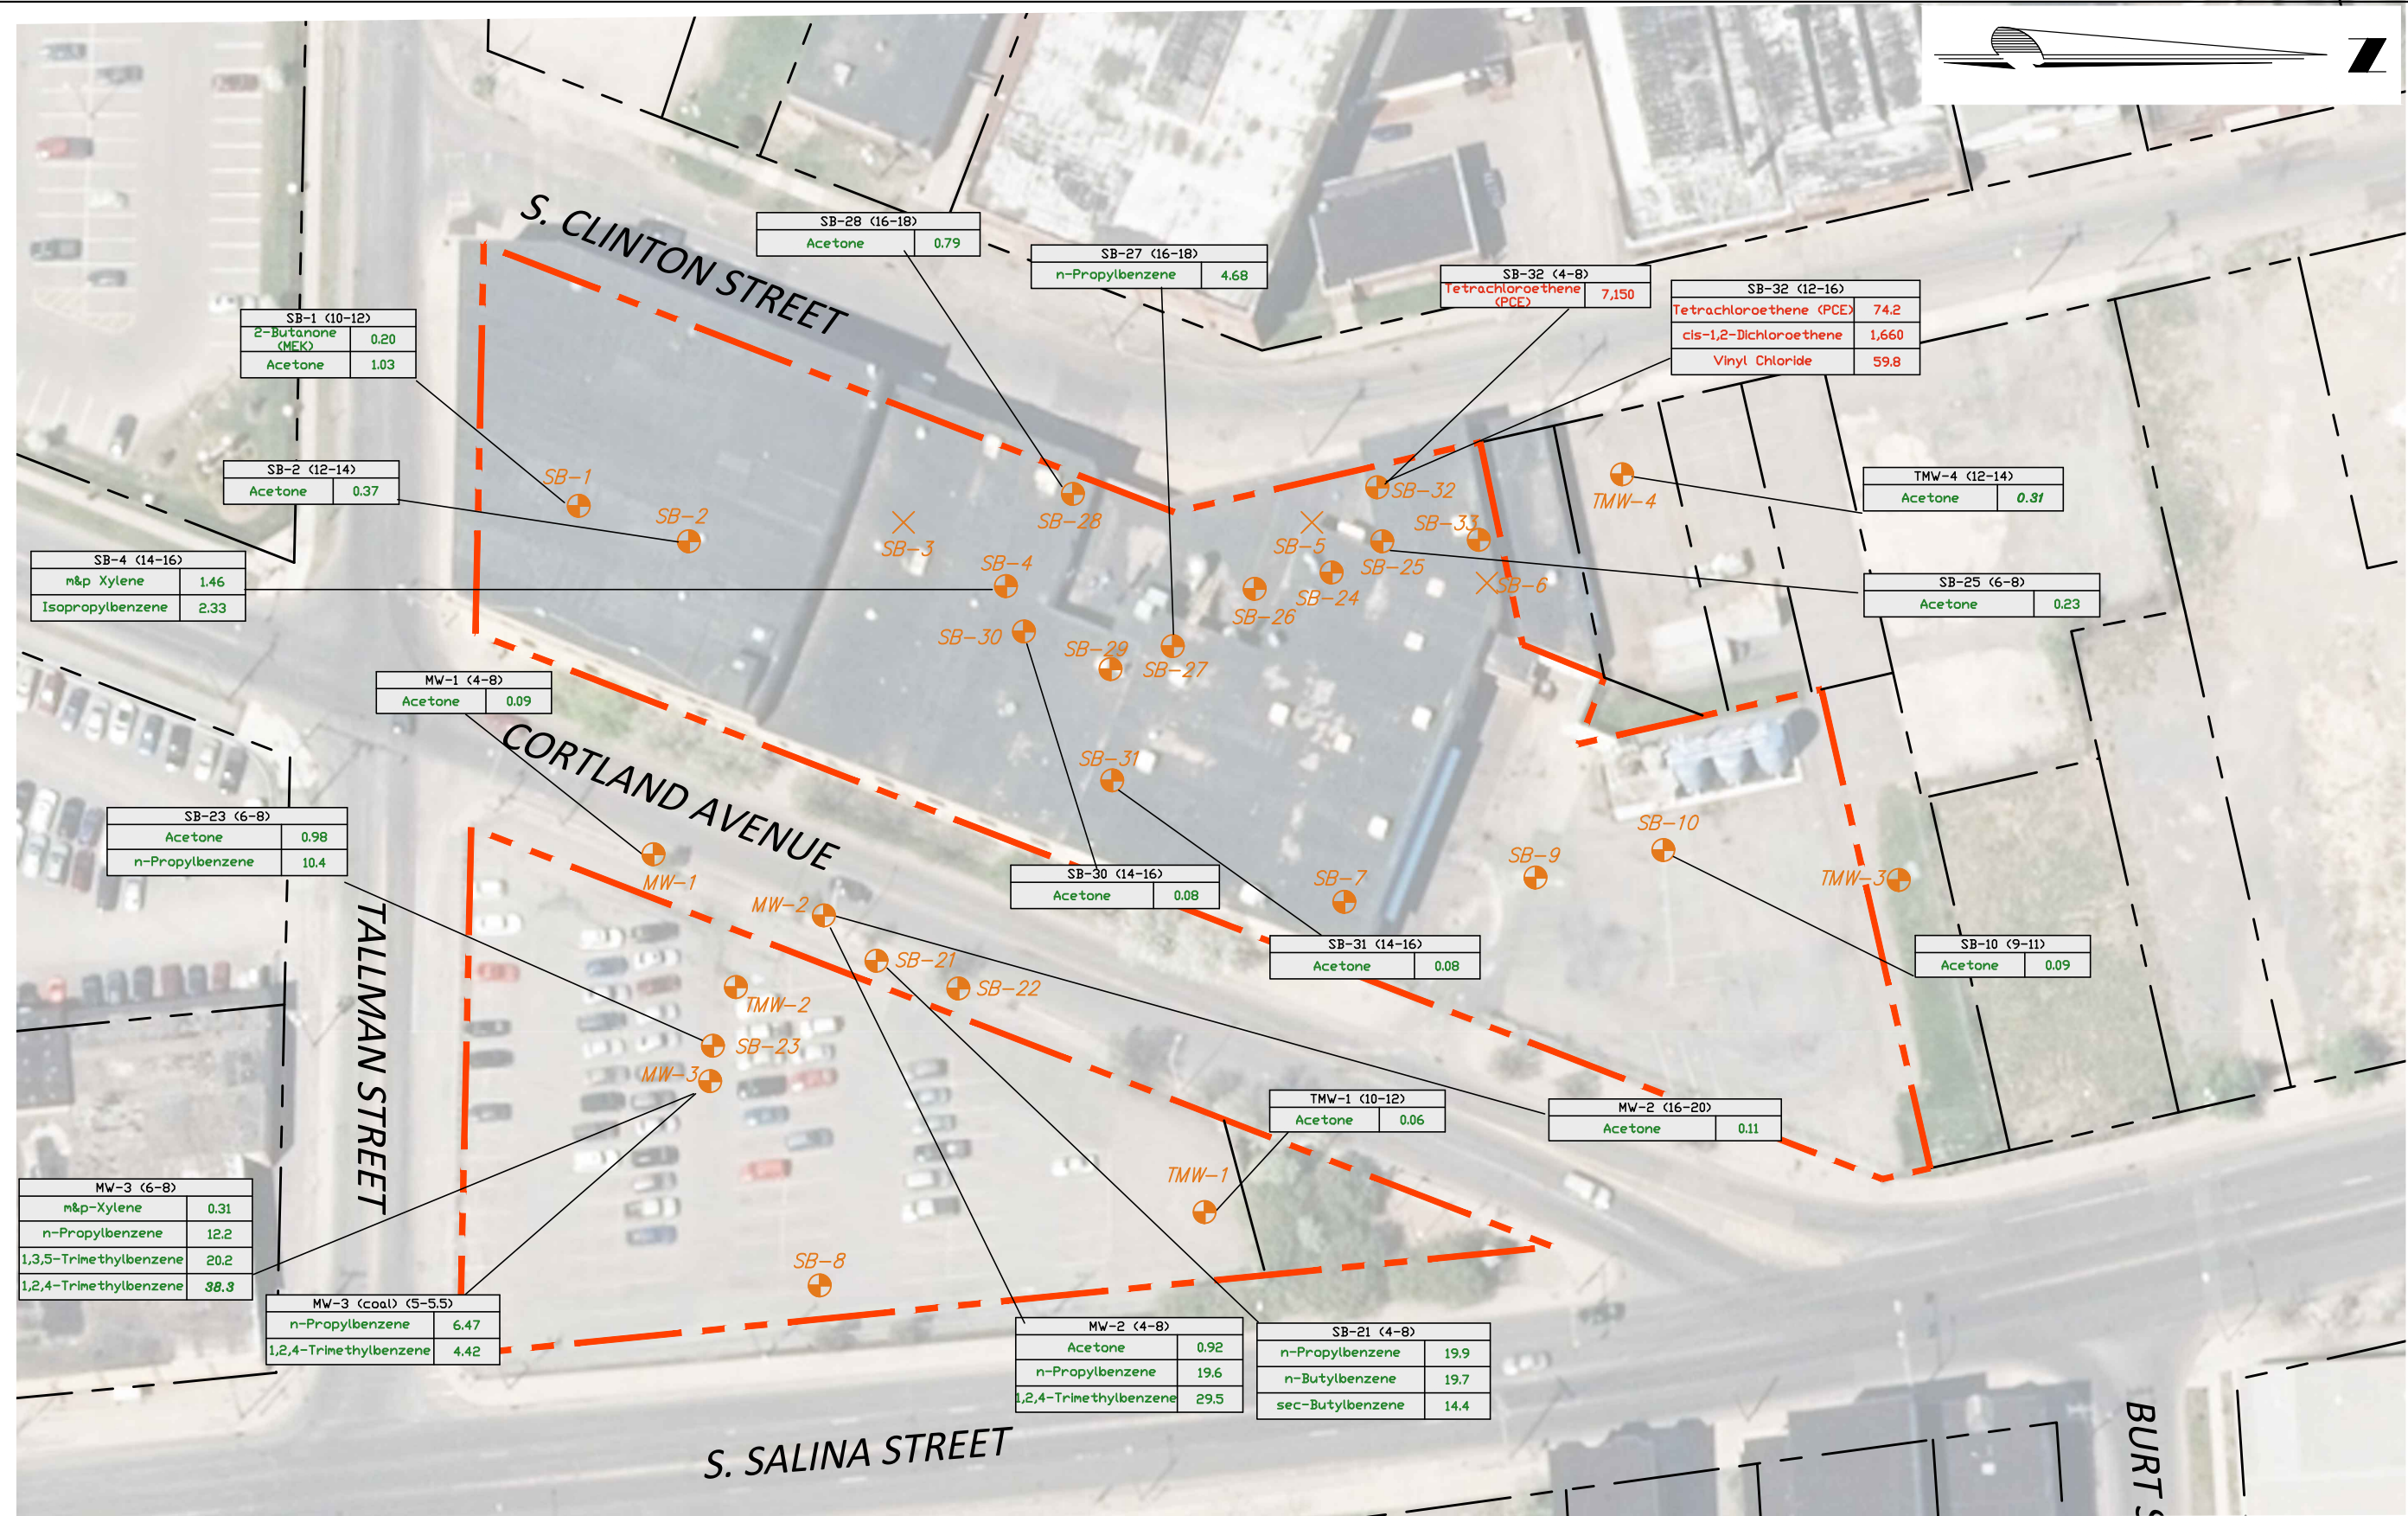 Z
S. CLINTON STREET
SB-28 (16-18)
Acetone 0.79
SB-27 (16-18)
n-Propylbenzene 4.68
SB-32 (4-8)
Tetrachloroethene (PCE) 7,150
SB-32 (12-16)
Tetrachloroethene (PCE) 74.2
cis-1,2-Dichloroethene 1,660
Vinyl Chloride 59.8
SB-1 (10-12)
2-Butanone (MEK) 0.20
Acetone 1.03
SB-2 (12-14)
Acetone 0.37
SB-4 (14-16)
m&p Xylene 1.46
Isopropylbenzene 2.33
TMW-4 (12-14)
Acetone 0.31
SB-25 (6-8)
Acetone 0.23
SB-1
SB-2
SB-3
SB-4
SB-28
SB-5
SB-32
SB-33
TMW-4
SB-25
SB-24
SB-26
SB-6
SB-30
SB-29
SB-27
SB-31
MW-1 (4-8)
Acetone 0.09
CORTLAND AVENUE
SB-23 (6-8)
Acetone 0.98
n-Propylbenzene 10.4
MW-1
MW-2
SB-30 (14-16)
Acetone 0.08
SB-7
SB-9
SB-10
TMW-3
SB-31 (14-16)
Acetone 0.08
SB-10 (9-11)
Acetone 0.09
TALLMAN STREET
SB-21
SB-22
TMW-2
SB-23
MW-3
TMW-1 (10-12)
Acetone 0.06
MW-2 (16-20)
Acetone 0.11
TMW-1
MW-3 (6-8)
m&p-Xylene 0.31
n-Propylbenzene 12.2
1,3,5-Trimethylbenzene 20.2
1,2,4-Trimethylbenzene 38.3
SB-8
MW-3 (coal) (5-5.5)
n-Propylbenzene 6.47
1,2,4-Trimethylbenzene 4.42
MW-2 (4-8)
Acetone 0.92
n-Propylbenzene 19.6
1,2,4-Trimethylbenzene 29.5
SB-21 (4-8)
n-Propylbenzene 19.9
n-Butylbenzene 19.7
sec-Butylbenzene 14.4
S. SALINA STREET
BURT S